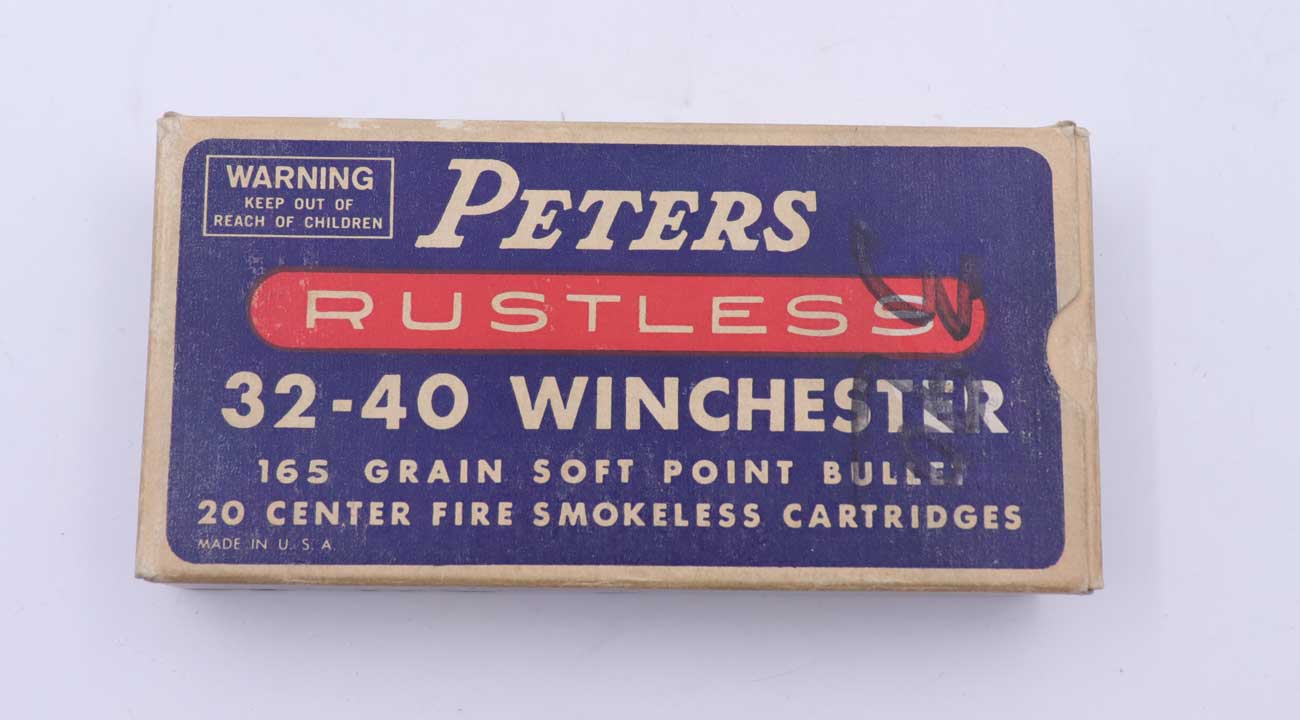 WARNING
KEEP OUT OF
REACH OF CHILDREN
PETERS
RUSTLESS
32-40 WINCHESTER
165 GRAIN SOFT POINT BULLET
20 CENTER FIRE SMOKELESS CARTRIDGES
MADE IN U. S. A.